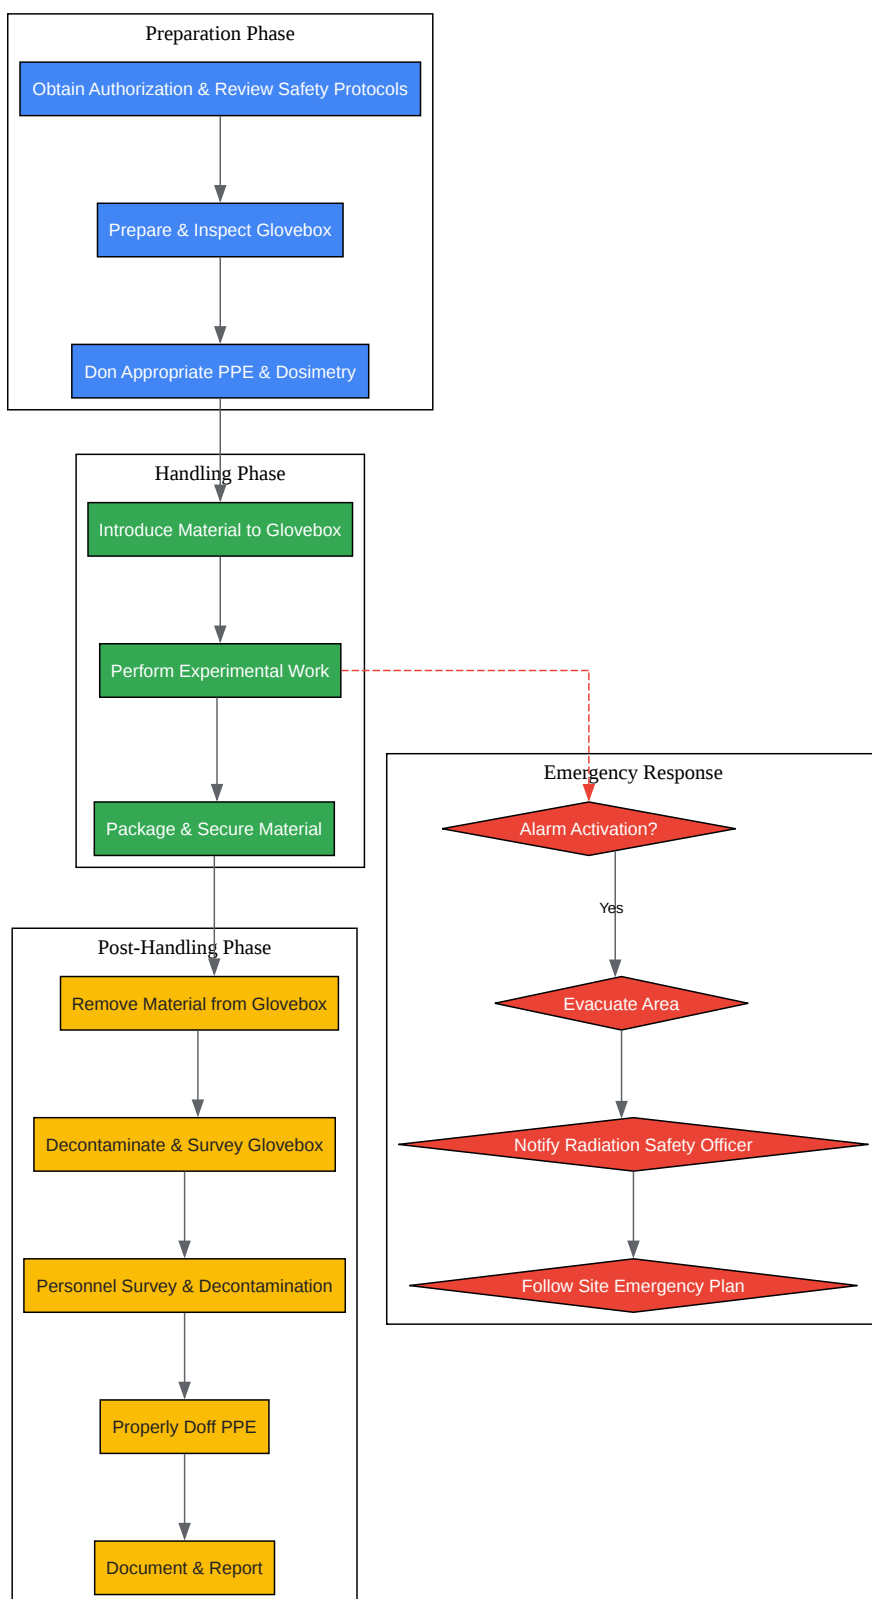 Preparation Phase
Obtain Authorization & Review Safety Protocols
Prepare & Inspect Glovebox
Don Appropriate PPE & Dosimetry
Handling Phase
Introduce Material to Glovebox
Perform Experimental Work
Package & Secure Material
Emergency Response
Alarm Activation?
Yes
Evacuate Area
Notify Radiation Safety Officer
Follow Site Emergency Plan
Post-Handling Phase
Remove Material from Glovebox
Decontaminate & Survey Glovebox
Personnel Survey & Decontamination
Properly Doff PPE
Document & Report